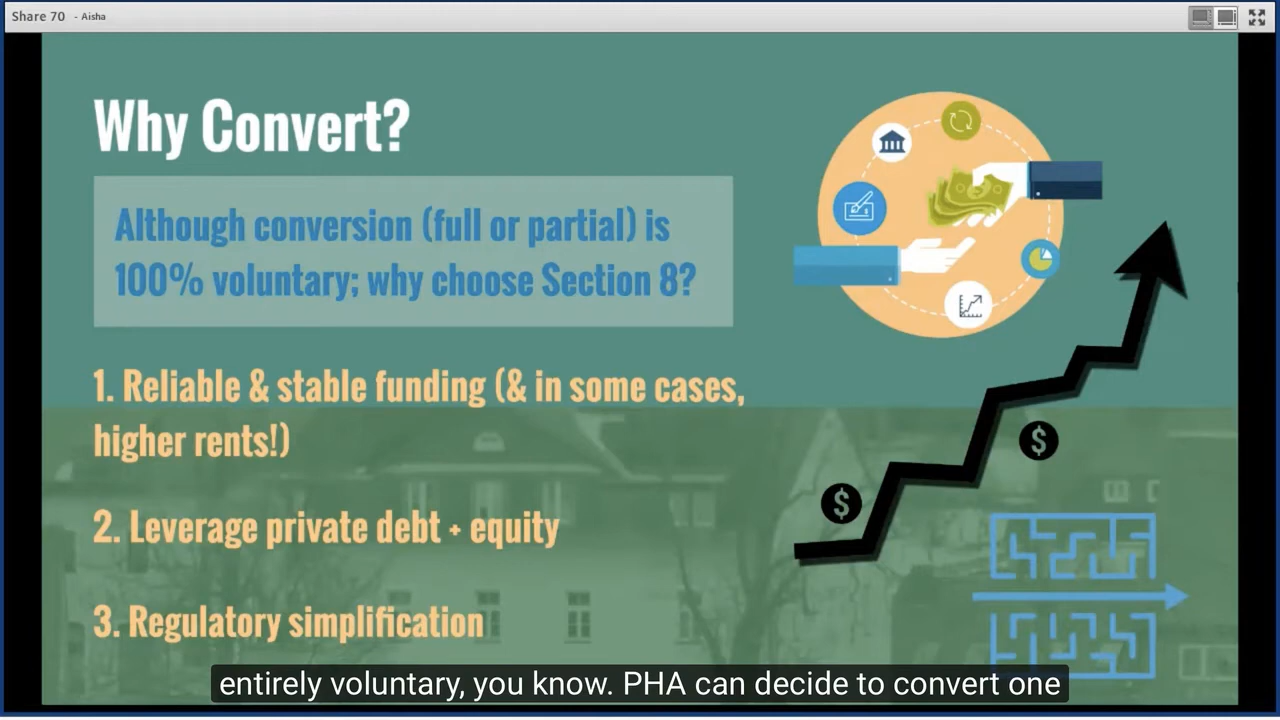 Share 70 - Aisha
Why Convert?
Although conversion (full or partial) is
100% voluntary; why choose Section 8?
1. Reliable & stable funding (& in some cases,
higher rents!)
$
$
2. Leverage private debt + equity
3. Regulatory simplification
entirely voluntary, you know. PHA can decide to convert one